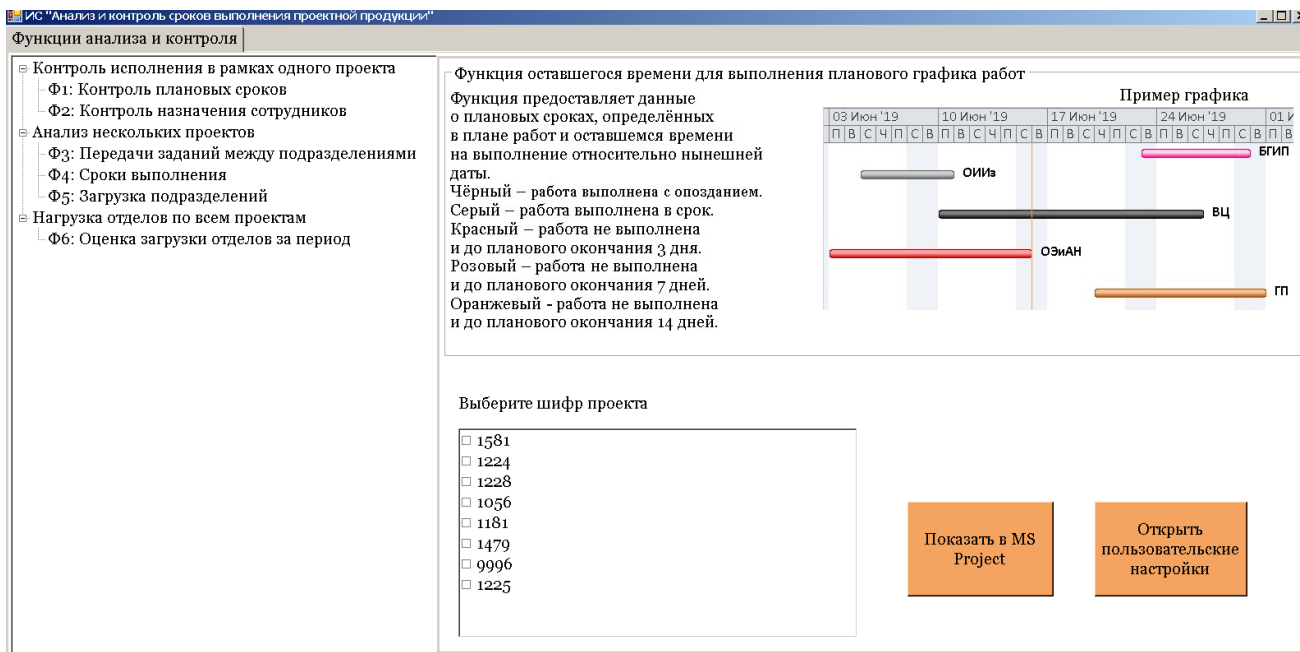 ИС "Анализ и контроль сроков выполнения проектной продукции"
Функции анализа и контроля
Контроль исполнения в рамках одного проекта
Ф1: Контроль плановых сроков
Ф2: Контроль назначения сотрудников
Анализ нескольких проектов
Ф3: Передачи заданий между подразделениями
Ф4: Сроки выполнения
Ф5: Загрузка подразделений
Нагрузка отделов по всем проектам
Ф6: Оценка загрузки отделов за период
Функция оставшегося времени для выполнения планового графика работ
Функция предоставляет данные
о плановых сроках, определённых
в плане работ и оставшемся времени
на выполнение относительно нынешней
даты.
Чёрный – работа выполнена с опозданием.
Серый – работа выполнена в срок.
Красный – работа не выполнена
и до планового окончания 3 дня.
Розовый – работа не выполнена
и до планового окончания 7 дней.
Оранжевый - работа не выполнена
и до планового окончания 14 дней.
Пример графика
03 Июн '19 10 Июн '19 17 Июн '19 24 Июн '19 01 И
П В С Ч П С В П В С Ч П С В П В С Ч П С В П В С Ч П С В П В
БГИП
ОИИз
ВЦ
ОЭиАН
ГП
Выберите шифр проекта
1581
1224
1228
1056
1181
1479
9996
1225
Показать в MS
Project
Открыть
пользовательские
настройки